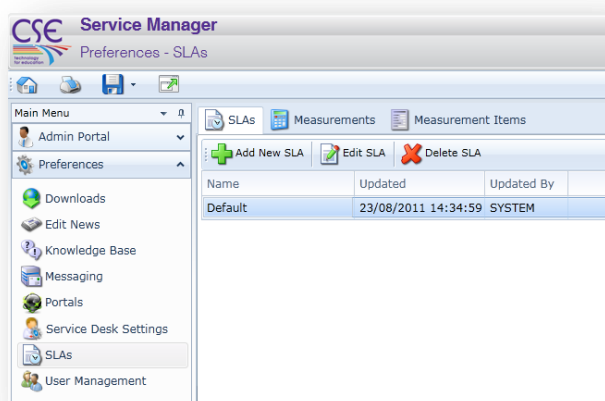 CSE
technology
for education
Service Manager
Preferences - SLAs
Main Menu
Admin Portal
Preferences
Downloads
Edit News
Knowledge Base
Messaging
Portals
Service Desk Settings
SLAs
User Management
SLAs Measurements Measurement Items
Add New SLA Edit SLA Delete SLA
Name Updated Updated By
Default 23/08/2011 14:34:59 SYSTEM